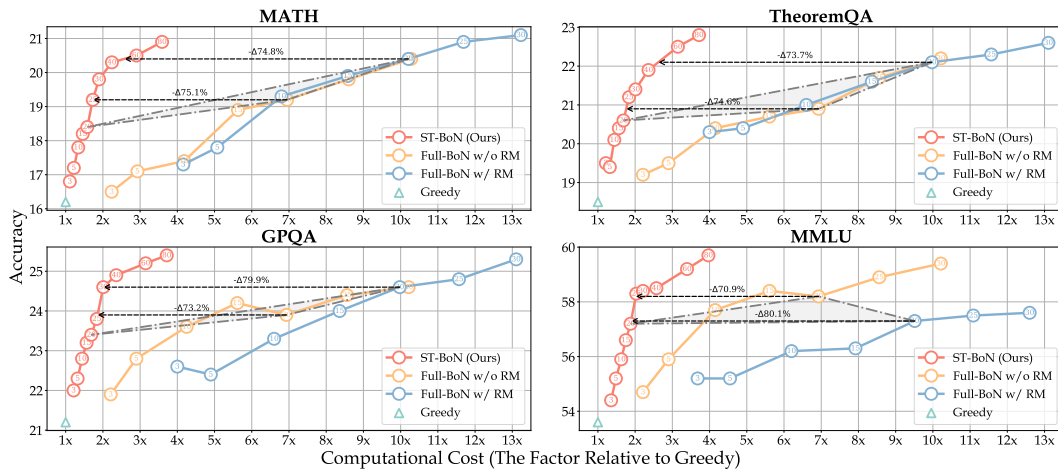 MATH
21
20
19
18
17
16
-Δ74.8%
-Δ75.1%
ST-BoN (Ours)
Full-BoN w/o RM
Full-BoN w/ RM
Greedy
1x 2x 3x 4x 5x 6x 7x 8x 9x 10x 11x 12x 13x
TheoremQA
23
22
21
20
19
-Δ73.7%
-Δ74.6%
ST-BoN (Ours)
Full-BoN w/o RM
Full-BoN w/ RM
Greedy
1x 2x 3x 4x 5x 6x 7x 8x 9x 10x 11x 12x 13x
Accuracy
GPQA
25
24
23
22
21
-Δ79.9%
-Δ73.2%
ST-BoN (Ours)
Full-BoN w/o RM
Full-BoN w/ RM
Greedy
1x 2x 3x 4x 5x 6x 7x 8x 9x 10x 11x 12x 13x
MMLU
60
58
56
54
-Δ70.9%
-Δ80.1%
ST-BoN (Ours)
Full-BoN w/o RM
Full-BoN w/ RM
Greedy
1x 2x 3x 4x 5x 6x 7x 8x 9x 10x 11x 12x 13x
Computational Cost (The Factor Relative to Greedy)